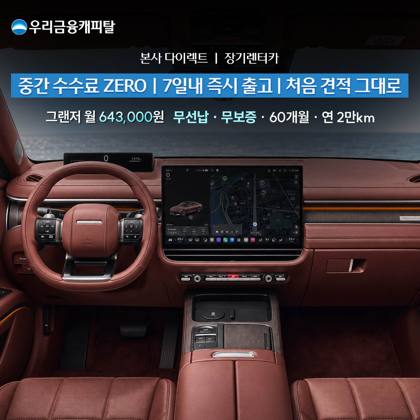 우리금융캐피탈
본사 다이렉트 | 장기렌터카
중간 수수료 ZERO | 7일내 즉시 출고 | 처음 견적 그대로
그랜저 월 643,000원 무선납 · 무보증 · 60개월 · 연 2만km